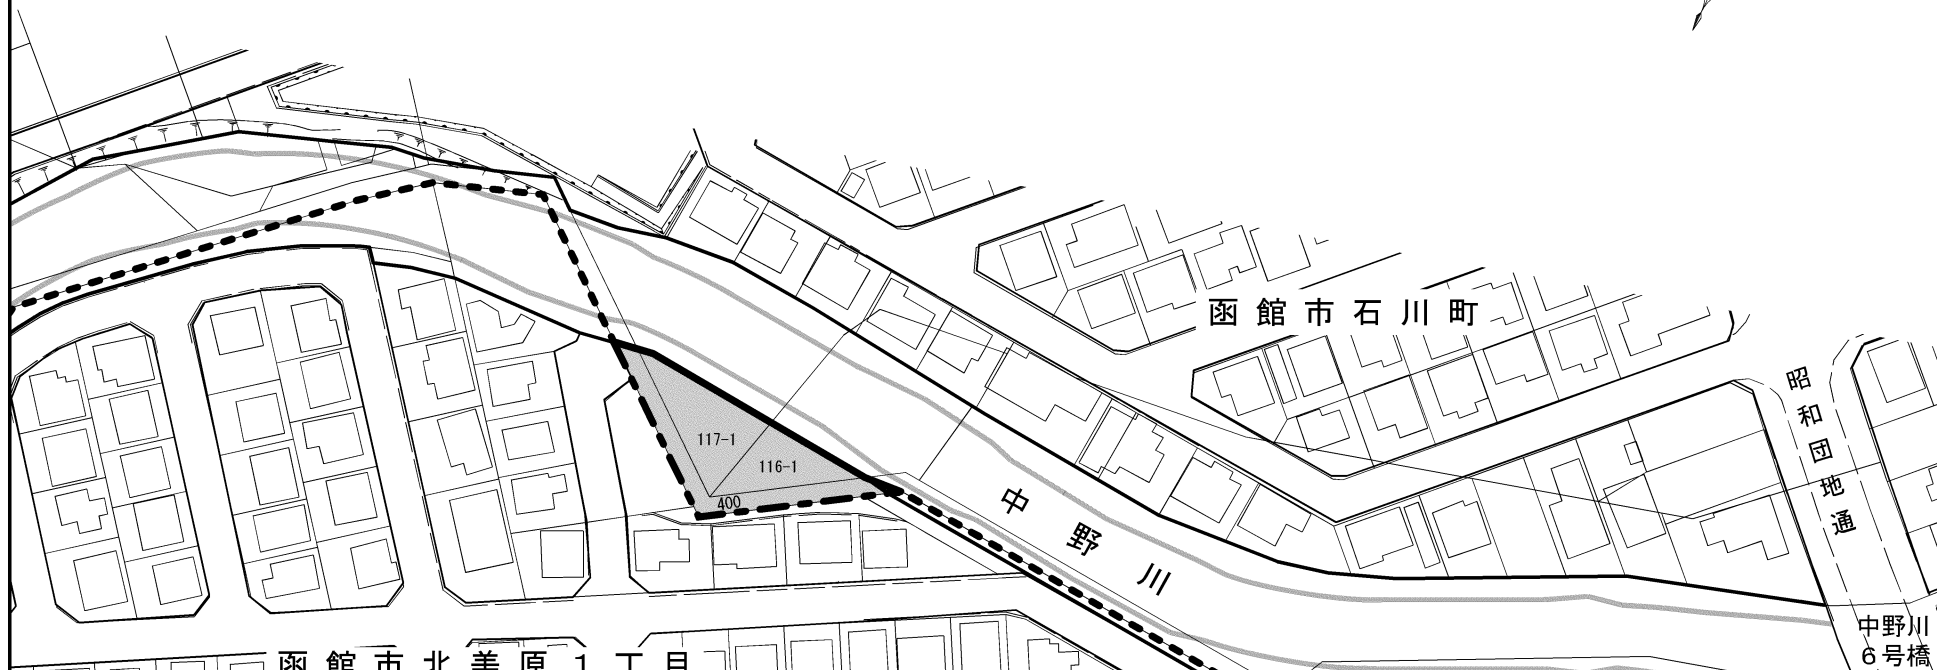 函館市石川町
昭和団地通
117-1
116-1
400
中野川
中野川
６号橋
函館市北美原１丁目